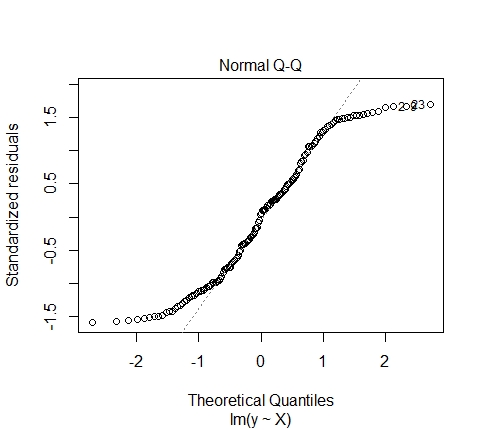 Normal Q-Q
Standardized residuals
1.5
0.5
-0.5
-1.5
23
-2
-1
0
1
2
Theoretical Quantiles
lm(y ~ X)